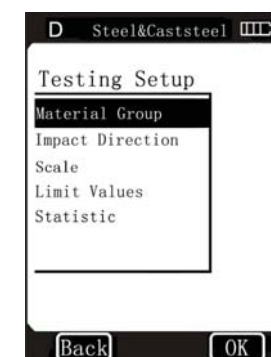 D Steel&Caststeel
Testing Setup
Material Group
Impact Direction
Scale
Limit Values
Statistic
Back OK